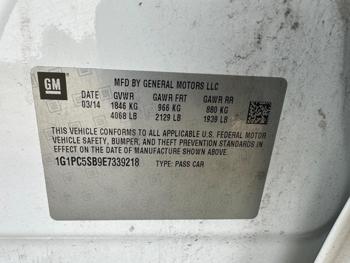 GM
MFD BY GENERAL MOTORS LLC
DATE GVWR GAWR FRT GAWR RR
03/14 1846 KG 966 KG 880 KG
4068 LB 2129 LB 1939 LB
THIS VEHICLE CONFORMS TO ALL APPLICABLE U.S. FEDERAL MOTOR
VEHICLE SAFETY, BUMPER, AND THEFT PREVENTION STANDARDS
IN EFFECT ON THE DATE OF MANUFACTURE SHOWN ABOVE.
1G1PC5SB9E7339218 TYPE: PASS CAR